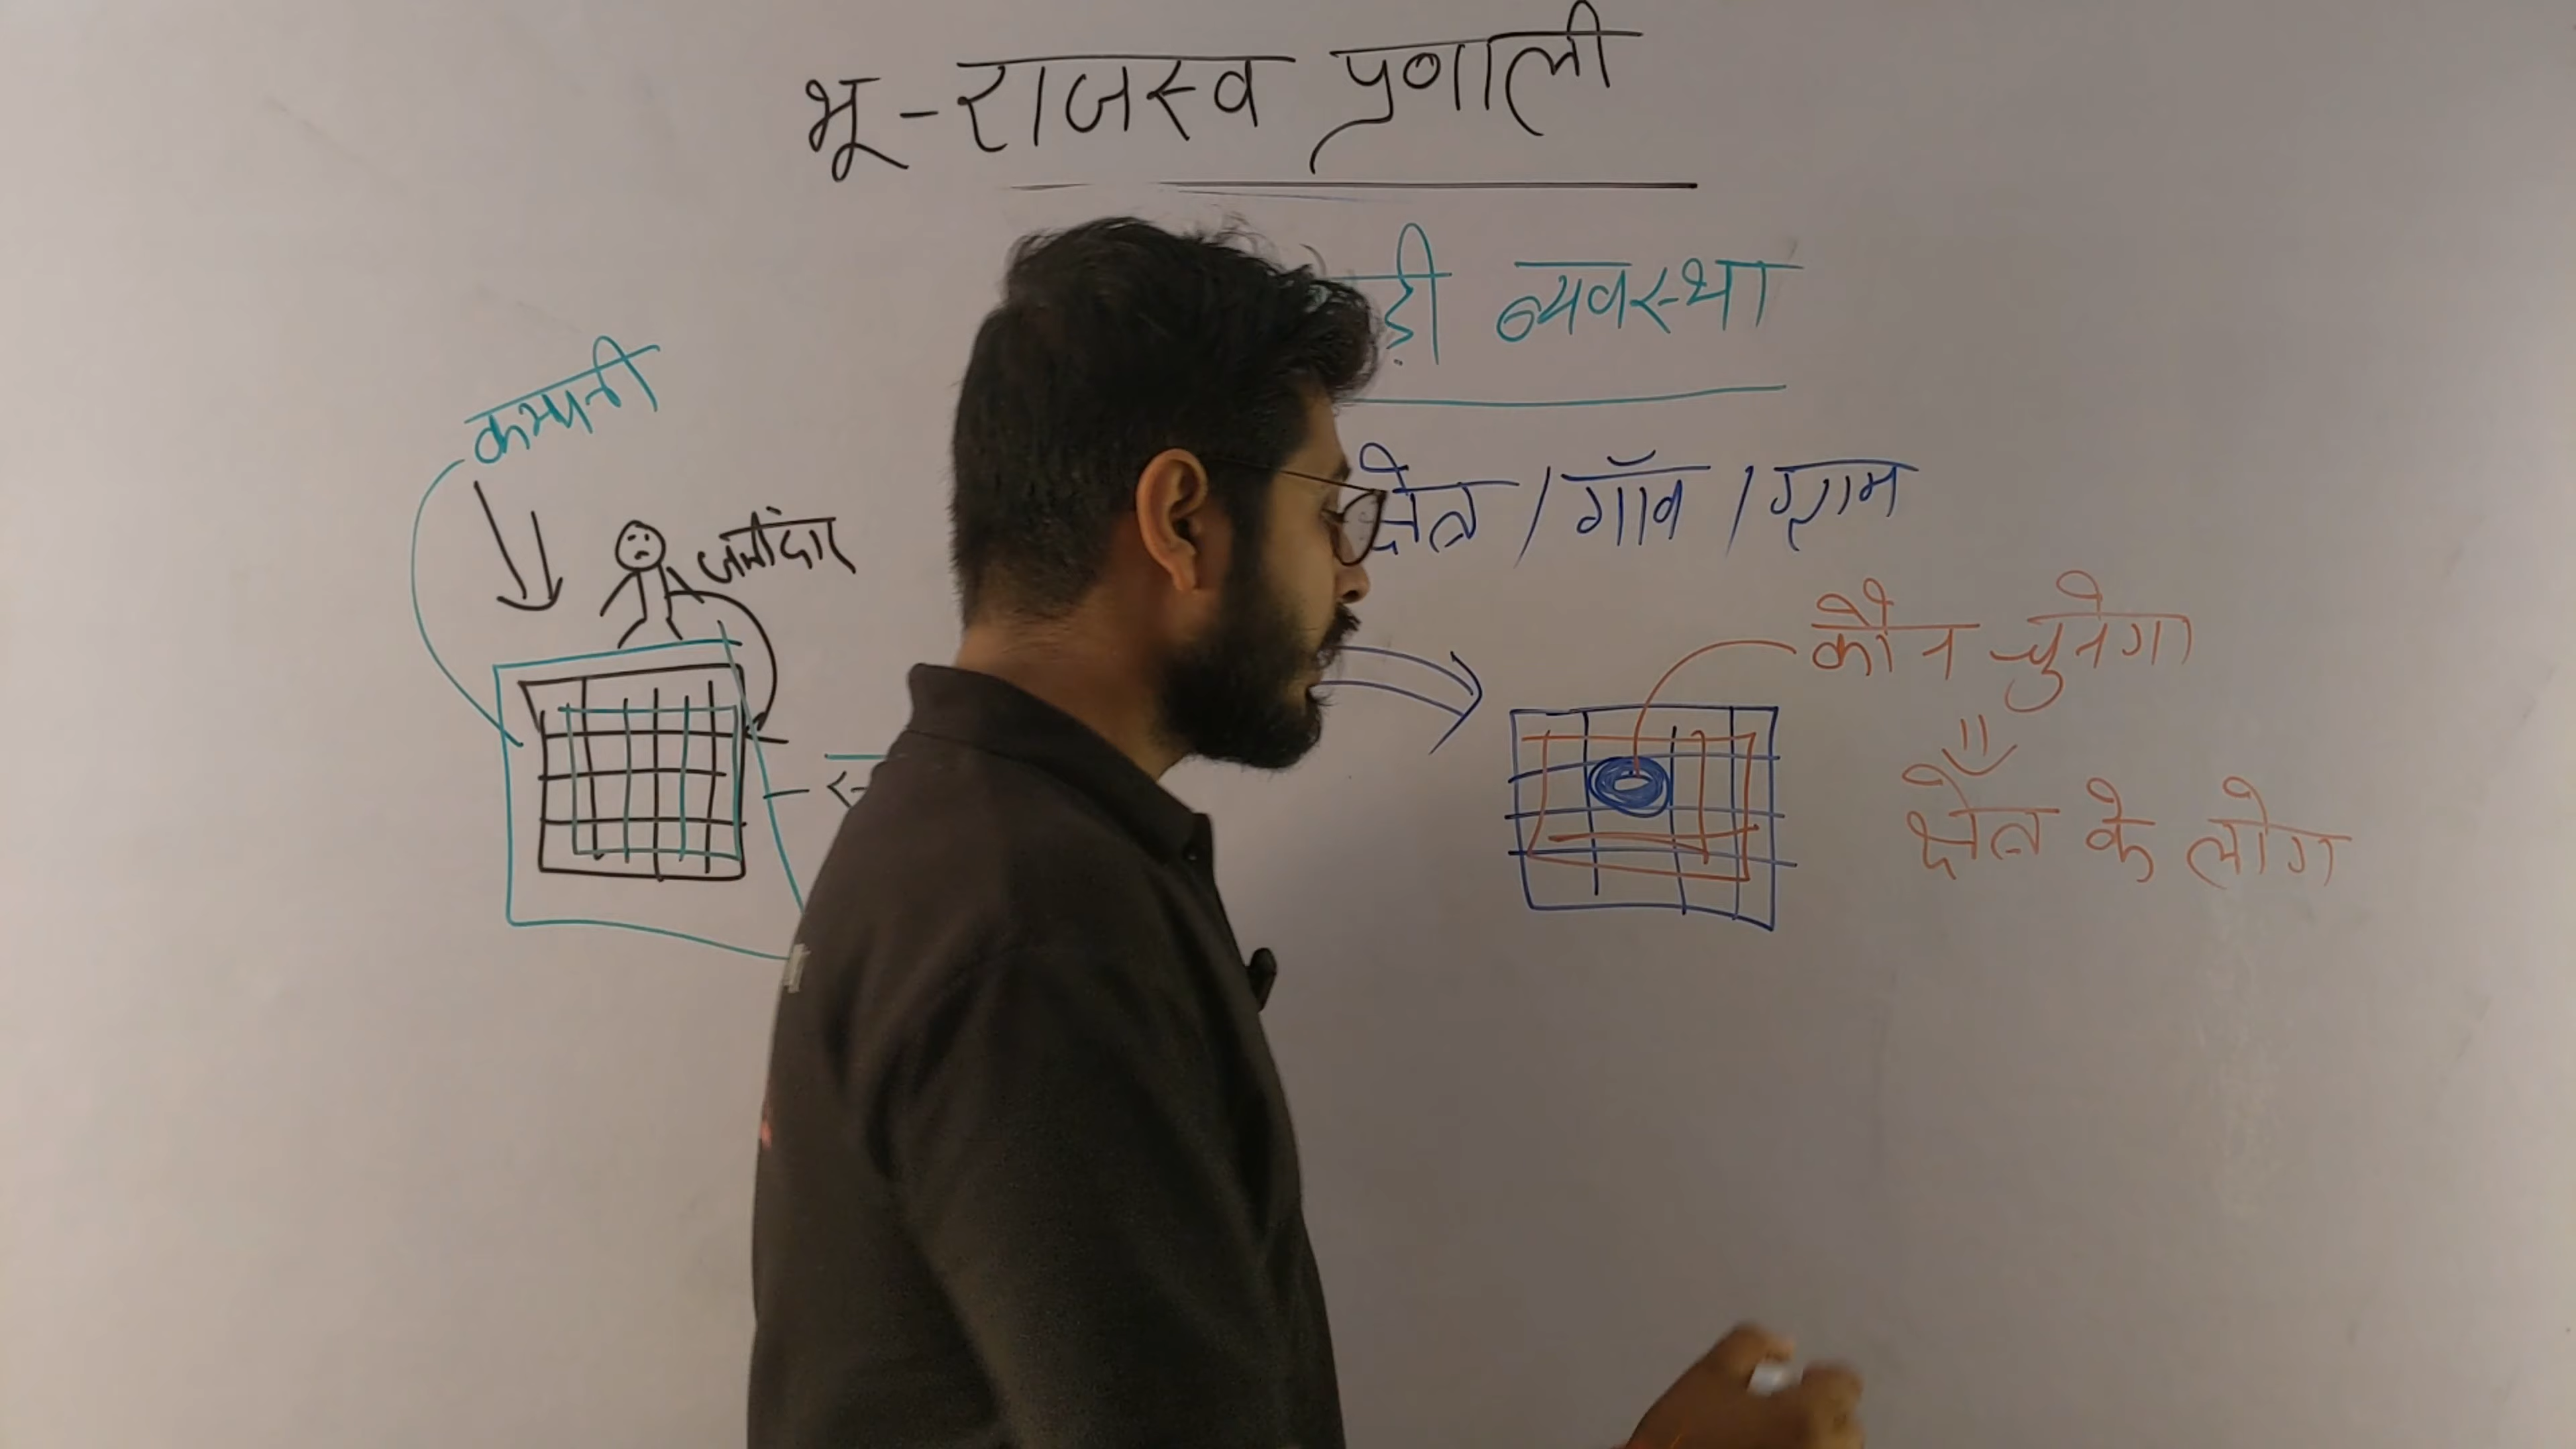 भू-राजस्व प्रणाली
ड़ी व्यवस्था
कम्पनी
क्षेत्र / गाँव / ग्राम
जमींदार
कौन चुनेगा
क्षेत्र के लोग